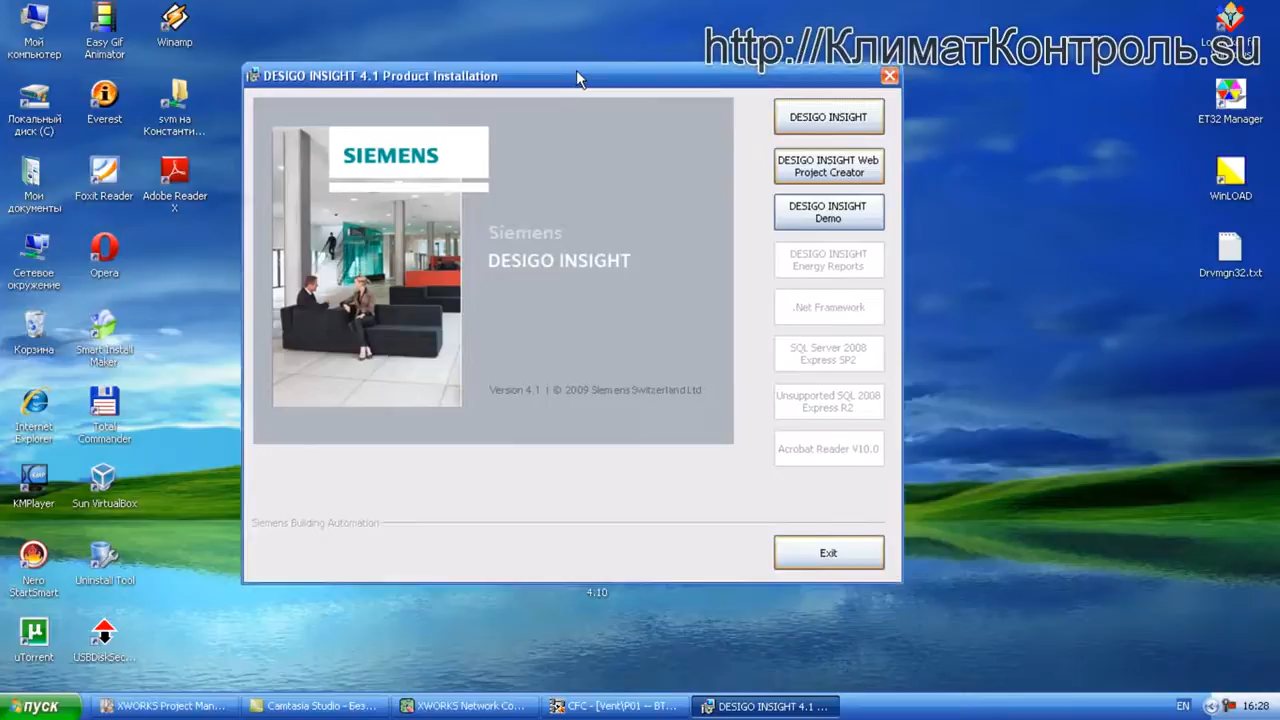 http://КлиматКонтроль.su
Мой компьютер
Easy Gif Animator
Winamp
Локальный диск (C)
Everest
svm на Константи...
Мои документы
Foxit Reader
Adobe Reader X
Сетевое окружение
Opera
Корзина
Smart Install Maker
Internet Explorer
Total Commander
KMPlayer
Sun VirtualBox
Nero StartSmart
Uninstall Tool
uTorrent
USBDiskSec...
DESIGO INSIGHT 4.1 Product Installation
SIEMENS
Siemens
DESIGO INSIGHT
Version 4.1 | © 2009 Siemens Switzerland Ltd
DESIGO INSIGHT
DESIGO INSIGHT Web
Project Creator
DESIGO INSIGHT
Demo
DESIGO INSIGHT
Energy Reports
.Net Framework
SQL Server 2008
Express SP2
Unsupported SQL 2008
Express R2
Acrobat Reader V10.0
Siemens Building Automation
Exit
4.10
ET32 Manager
WinLOAD
Drvmgn32.txt
пуск
XWORKS Project Man...
Camtasia Studio - Без...
XWORKS Network Co...
CFC - [Vent\P01 -- BT...
DESIGO INSIGHT 4.1 ...
EN
16:28